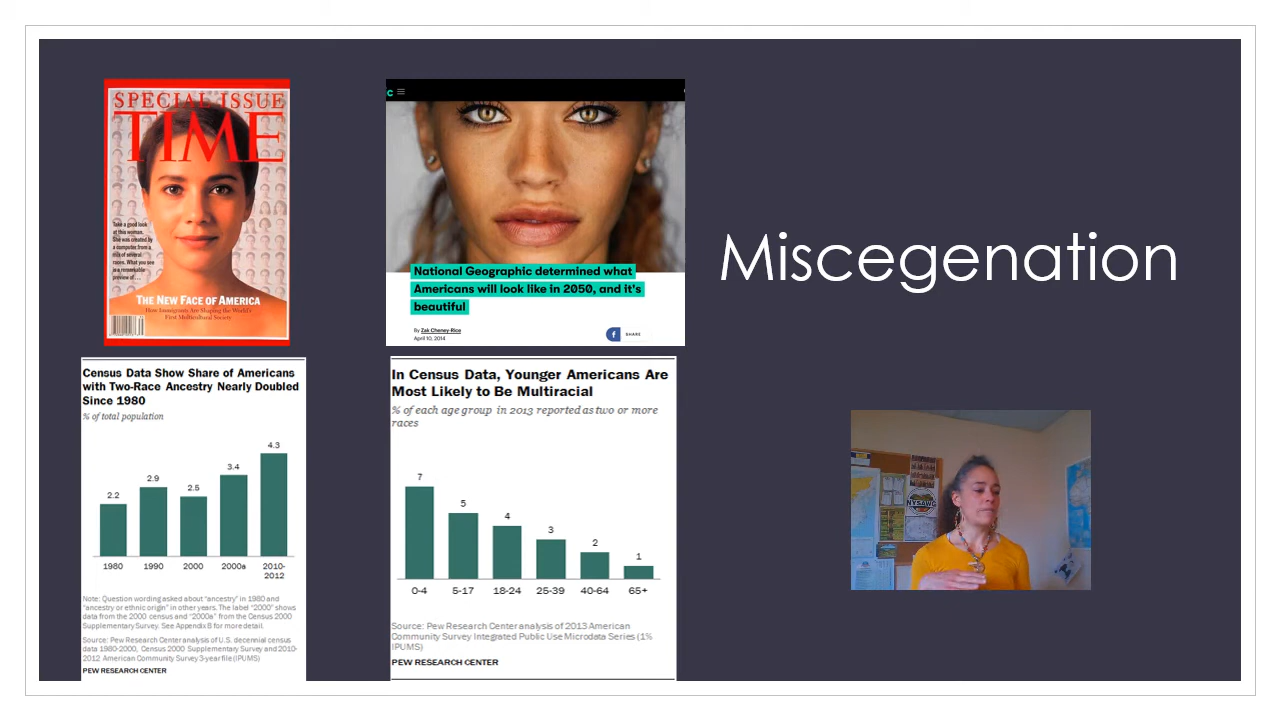 SPECIAL ISSUE
TIME
Take a good look
at this woman.
She was created by
a computer from a
mix of several
races. What you see
is a remarkable
preview of...
THE NEW FACE OF AMERICA
How Immigrants Are Shaping the World's
First Multicultural Society
c
National Geographic determined what
Americans will look like in 2050, and it's
beautiful
By Zak Cheney-Rice
April 10, 2014
f SHARE
Miscegenation
Census Data Show Share of Americans
with Two-Race Ancestry Nearly Doubled
Since 1980
% of total population
2.2 2.9 2.5 3.4 4.3
1980 1990 2000 2000a 2010-
2012
Note: Question wording asked about "ancestry" in 1980 and
"ancestry or ethnic origin" in other years. The label "2000" shows
data from the 2000 census and "2000a" from the Census 2000
Supplementary Survey. See Appendix B for more detail.
Source: Pew Research Center analysis of U.S. decennial census
data 1980-2000, Census 2000 Supplementary Survey and 2010-
2012 American Community Survey 3-year file (IPUMS)
PEW RESEARCH CENTER
In Census Data, Younger Americans Are
Most Likely to Be Multiracial
% of each age group in 2013 reported as two or more
races
7 5 4 3 2 1
0-4 5-17 18-24 25-39 40-64 65+
Source: Pew Research Center analysis of 2013 American
Community Survey Integrated Public Use Microdata Series (1%
IPUMS)
PEW RESEARCH CENTER
NYSAWC